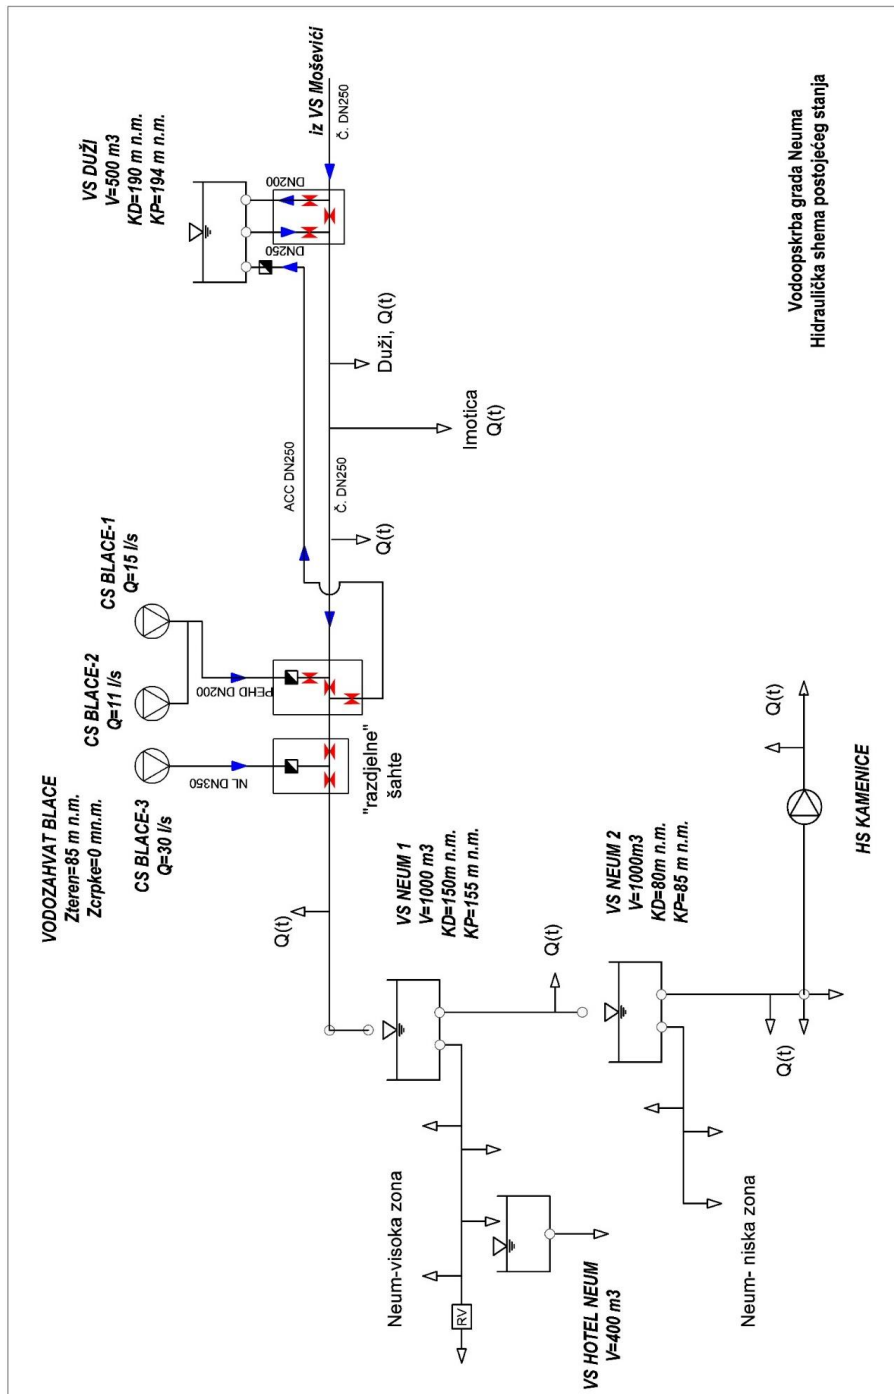 VODOZAHVAT BLACE
Zteren=85 m n.m.
Zcrpke=0 mn.m.
CS BLACE-3
Q=30 l/s
CS BLACE-2
Q=11 l/s
CS BLACE-1
Q=15 l/s
VS DUŽI
V=500 m3
KD=190 m n.m.
KP=194 m n.m.
iz VS Moševići
Č. DN250
DN200
DN250
NL DN350
PEHD DN200
ACC DN250
Č. DN250
"razdjelne"
šahte
Q(t)
Q(t)
Duži, Q(t)
Imotica
Q(t)
VS NEUM 1
V=1000 m3
KD=150m n.m.
KP=155 m n.m.
Q(t)
Neum-visoka zona
RV
VS HOTEL NEUM
V=400 m3
VS NEUM 2
V=1000m3
KD=80m n.m.
KP=85 m n.m.
Neum- niska zona
Q(t)
Q(t)
HS KAMENICE
Vodoopskrba grada Neuma
Hidraulička shema postojećeg stanja